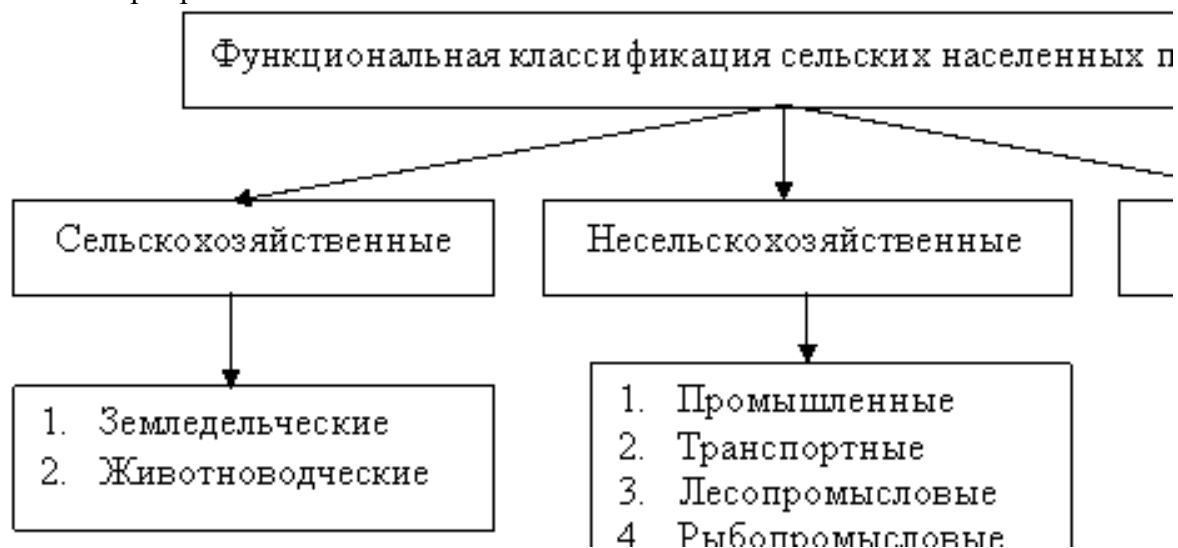 Функциональная классификация сельских населенных п
Сельскохозяйственные
Несельскохозяйственные
1. Земледельческие
2. Животноводческие
1. Промышленные
2. Транспортные
3. Лесопромысловые
4 Рыбопромысловые